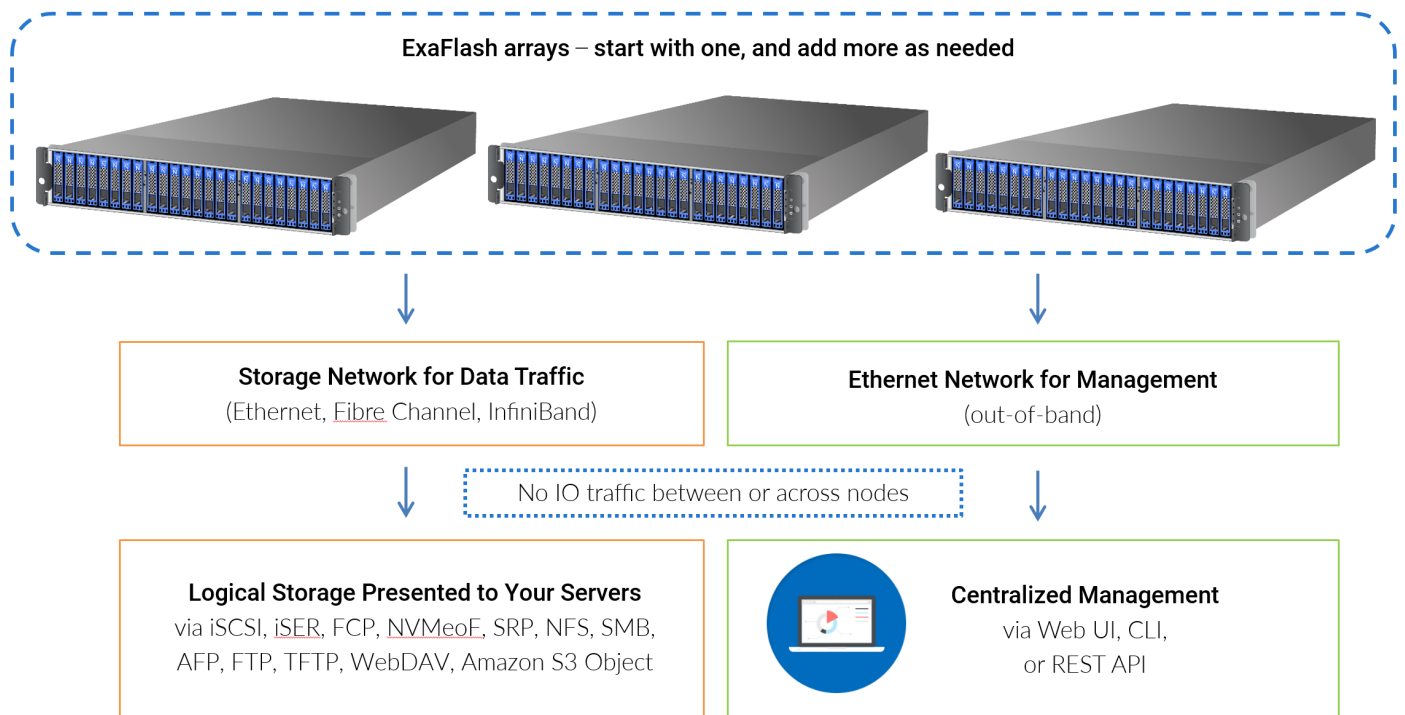 ExaFlash arrays – start with one, and add more as needed
Storage Network for Data Traffic
(Ethernet, Fibre Channel, InfiniBand)
Ethernet Network for Management
(out-of-band)
No IO traffic between or across nodes
Logical Storage Presented to Your Servers
via iSCSI, iSER, FCP, NVMeoF, SRP, NFS, SMB,
AFP, FTP, TFTP, WebDAV, Amazon S3 Object
Centralized Management
via Web UI, CLI,
or REST API